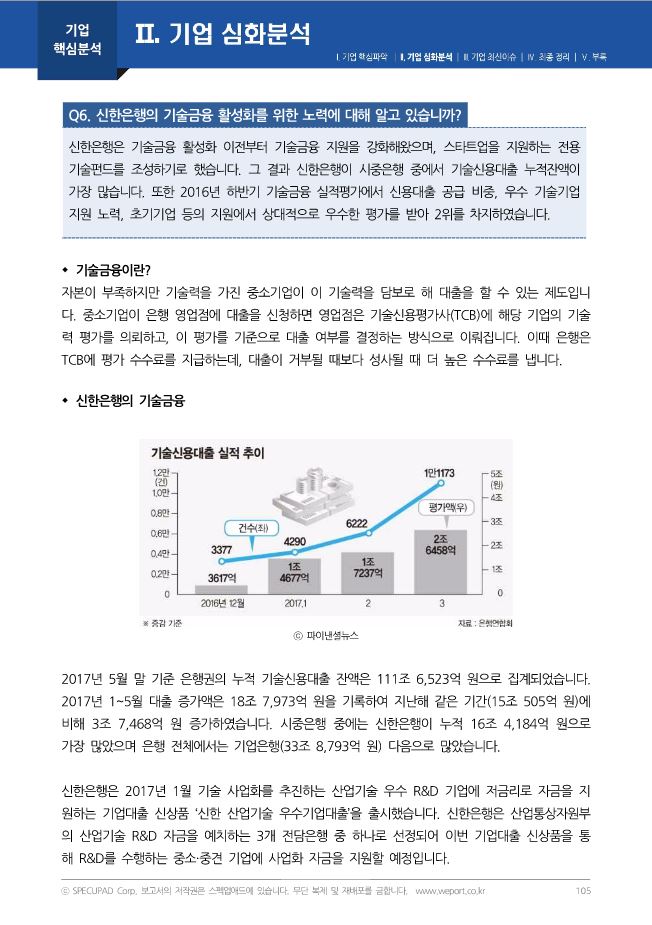 기업
핵심분석
Ⅱ. 기업 심화분석
Ⅰ. 기업 핵심파악 | Ⅱ. 기업 심화분석 | Ⅲ. 기업 최신이슈 | Ⅳ. 최종 정리 | Ⅴ. 부록
Q6. 신한은행의 기술금융 활성화를 위한 노력에 대해 알고 있습니까?
신한은행은 기술금융 활성화 이전부터 기술금융 지원을 강화해왔으며, 스타트업을 지원하는 전용
기술펀드를 조성하기로 했습니다. 그 결과 신한은행이 시중은행 중에서 기술신용대출 누적잔액이
가장 많습니다. 또한 2016년 하반기 기술금융 실적평가에서 신용대출 공급 비중, 우수 기술기업
지원 노력, 초기기업 등의 지원에서 상대적으로 우수한 평가를 받아 2위를 차지하였습니다.
◆ 기술금융이란?
자본이 부족하지만 기술력을 가진 중소기업이 이 기술력을 담보로 해 대출을 할 수 있는 제도입니
다. 중소기업이 은행 영업점에 대출을 신청하면 영업점은 기술신용평가사(TCB)에 해당 기업의 기술
력 평가를 의뢰하고, 이 평가를 기준으로 대출 여부를 결정하는 방식으로 이뤄집니다. 이때 은행은
TCB에 평가 수수료를 지급하는데, 대출이 거부될 때보다 성사될 때 더 높은 수수료를 냅니다.
◆ 신한은행의 기술금융
기술신용대출 실적 추이
1.2만
(건)
1.0만
0.8만
0.6만
0.4만
0.2만
0
5조
(원)
4조
3조
2조
1조
0
건수(좌)
평가액(우)
3377
4290
6222
1만1173
3617억
1조
4677억
1조
7237억
2조
6458억
2016년 12월
2017.1
2
3
※ 증감 기준
자료 : 은행연합회
ⓒ 파이낸셜뉴스
2017년 5월 말 기준 은행권의 누적 기술신용대출 잔액은 111조 6,523억 원으로 집계되었습니다.
2017년 1~5월 대출 증가액은 18조 7,973억 원을 기록하여 지난해 같은 기간(15조 505억 원)에
비해 3조 7,468억 원 증가하였습니다. 시중은행 중에는 신한은행이 누적 16조 4,184억 원으로
가장 많았으며 은행 전체에서는 기업은행(33조 8,793억 원) 다음으로 많았습니다.
신한은행은 2017년 1월 기술 사업화를 추진하는 산업기술 우수 R&D 기업에 저금리로 자금을 지
원하는 기업대출 신상품 '신한 산업기술 우수기업대출'을 출시했습니다. 신한은행은 산업통상자원부
의 산업기술 R&D 자금을 예치하는 3개 전담은행 중 하나로 선정되어 이번 기업대출 신상품을 통
해 R&D를 수행하는 중소·중견 기업에 사업화 자금을 지원할 예정입니다.
ⓒ SPECUPAD Corp. 보고서의 저작권은 스펙업애드에 있습니다. 무단 복제 및 재배포를 금합니다. www.weport.co.kr
105